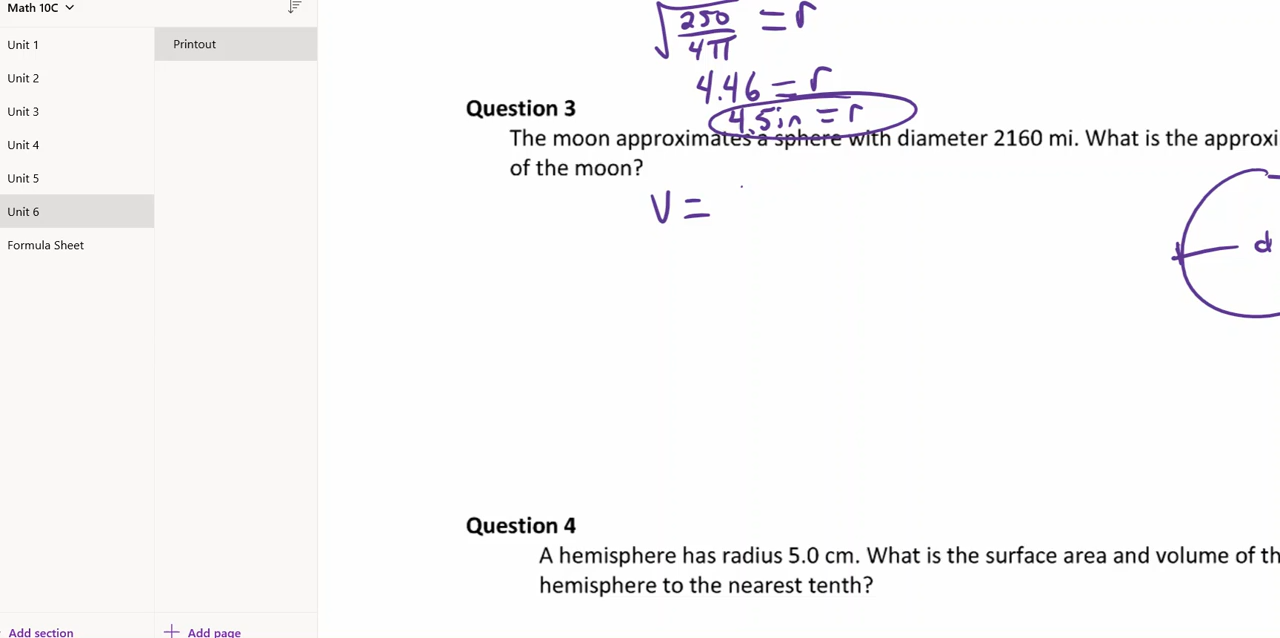 Math 10C
Unit 1
Unit 2
Unit 3
Unit 4
Unit 5
Unit 6
Formula Sheet
Add section
Printout
Add page
√(250/4π) = r
4.46 = r
4.5in = r
Question 3
The moon approximates a sphere with diameter 2160 mi. What is the approxi
of the moon?
V =
d
Question 4
A hemisphere has radius 5.0 cm. What is the surface area and volume of th
hemisphere to the nearest tenth?